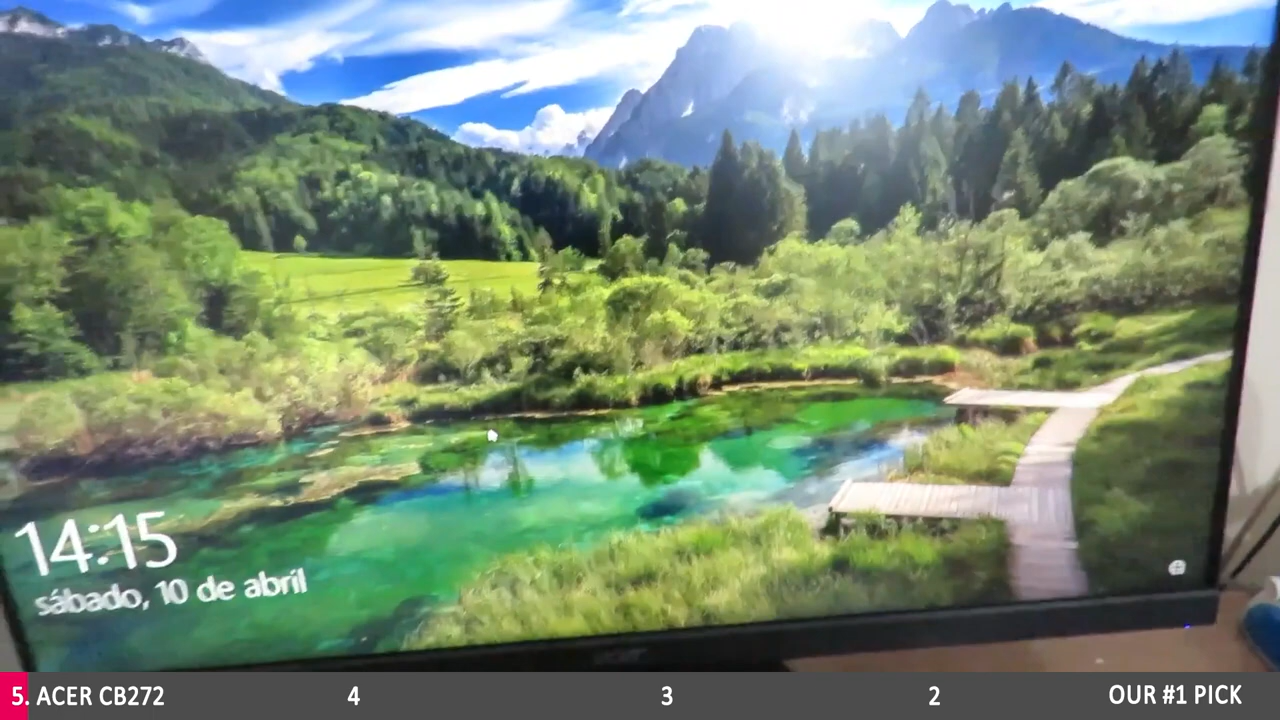 14:15
sábado, 10 de abril
5. ACER CB272
4
3
2
OUR #1 PICK